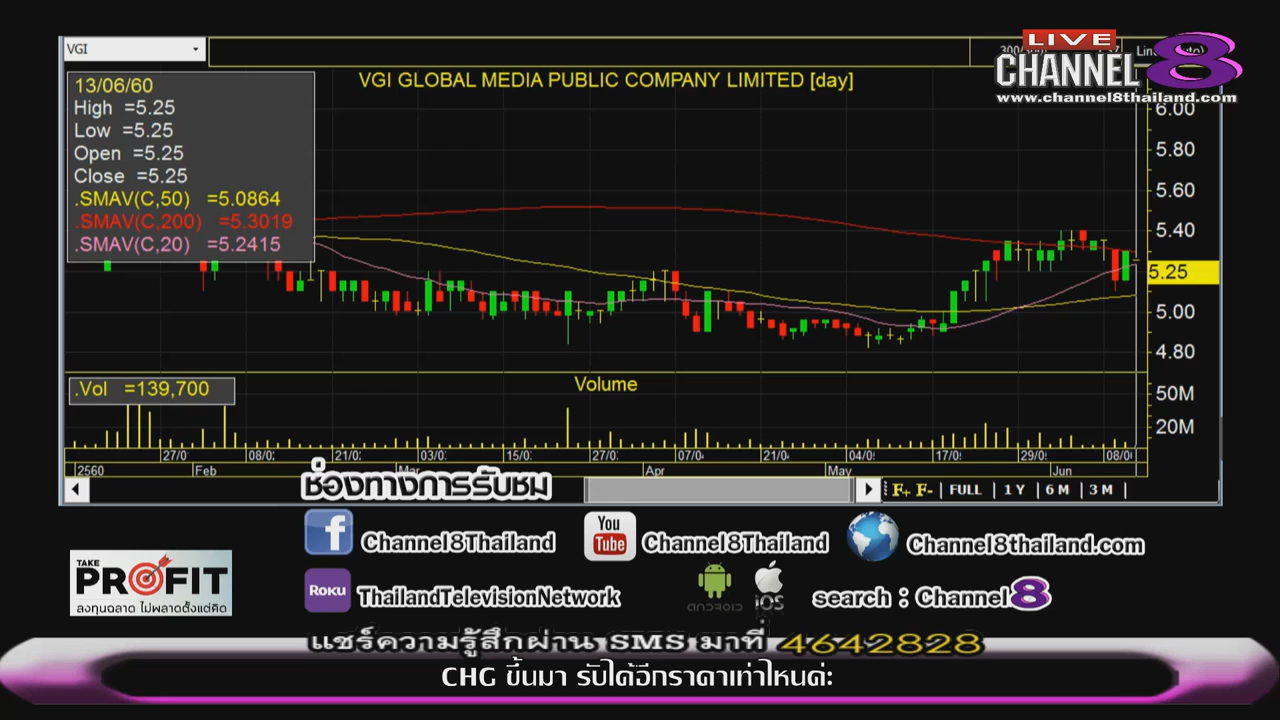 VGI
LIVE
CHANNEL 8
www.channel8thailand.com
VGI GLOBAL MEDIA PUBLIC COMPANY LIMITED [day]
13/06/60
High =5.25
Low =5.25
Open =5.25
Close =5.25
.SMAV(C,50) =5.0864
.SMAV(C,200) =5.3019
.SMAV(C,20) =5.2415
6.00
5.80
5.60
5.40
5.25
5.00
4.80
.Vol =139,700
Volume
50M
20M
27/0 08/0 21/0 03/0 15/0 27/0 07/0 21/0 04/0 17/0 29/0 08/0
2560 Feb Mar Apr May Jun
F+ F- FULL 1 Y 6 M 3 M
ช่องทางการรับชม
Channel8Thailand
You Tube
Channel8Thailand
Channel8thailand.com
TAKE PROFIT
ลงทุนฉลาด ไม่พลาดตั้งแต่คิด
ROKU
ThailandTelevisionNetwork
iOS
search : Channel 8
แชร์ความรู้สึกผ่าน SMS มาที่ 4642828
CHG ขึ้นมา รับได้อีกราคาเท่าไหนค่ะ